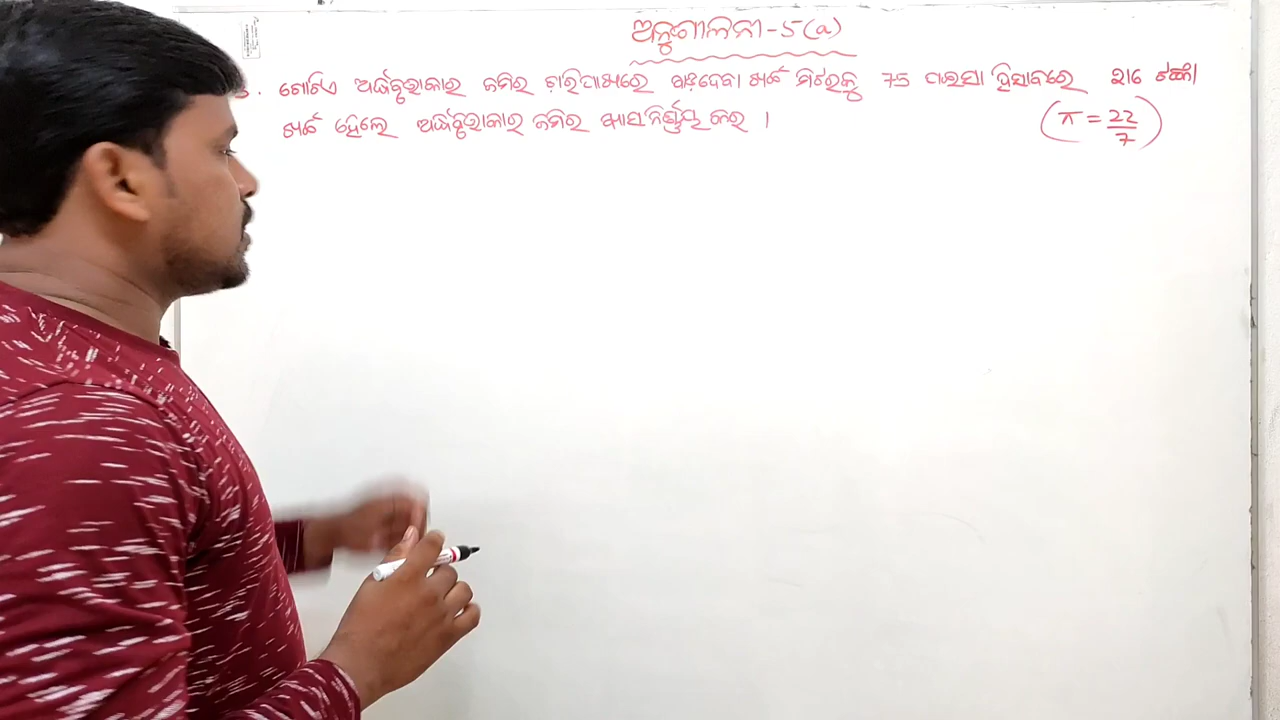 ଅନୁଶୀଳନୀ - 5(a)
ଗୋଟିଏ ଅର୍ଦ୍ଧବୃତ୍ତାକାର ଜମିର ଚାରିପାଖରେ ବାଡ଼ଦେବା ଖର୍ଚ୍ଚ ମିଟରକୁ 75 ପଇସା ହିସାବରେ 216 ଟଙ୍କା
ଖର୍ଚ୍ଚ ହେଲେ ଅର୍ଦ୍ଧବୃତ୍ତାକାର ଜମିର ବ୍ୟାସ ନିର୍ଣ୍ଣୟ କର ।
(π = 22/7)